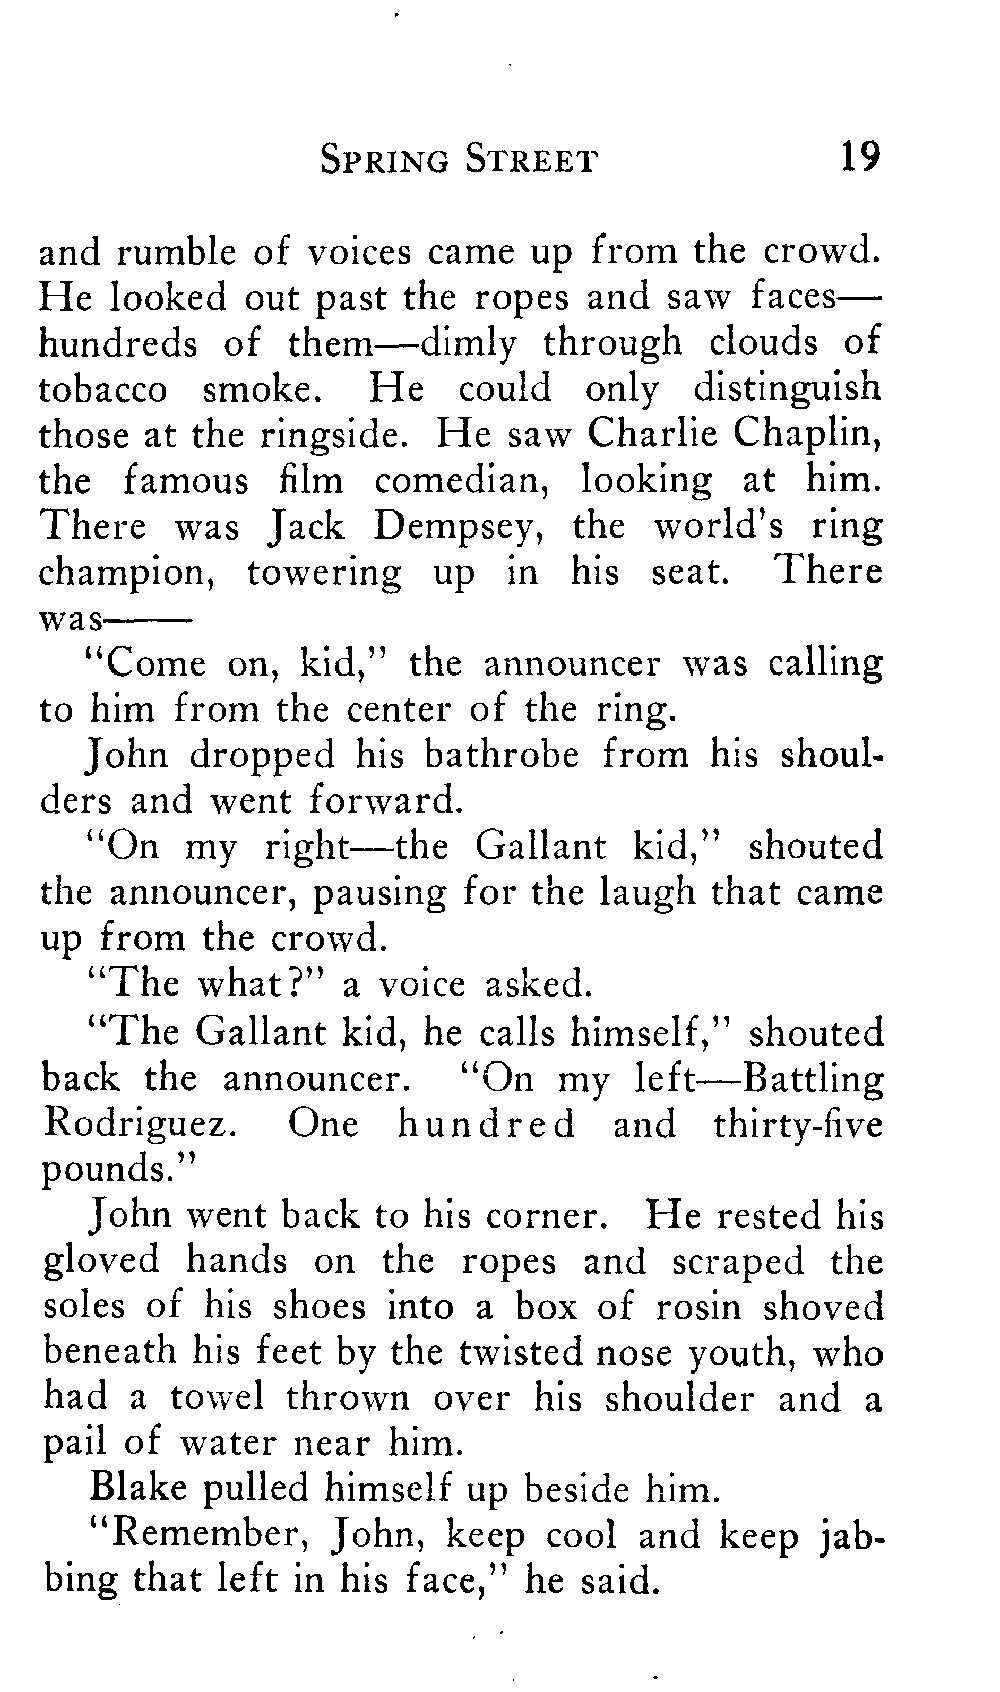 SPRING STREET 19
and rumble of voices came up from the crowd.
He looked out past the ropes and saw faces—
hundreds of them—dimly through clouds of
tobacco smoke. He could only distinguish
those at the ringside. He saw Charlie Chaplin,
the famous film comedian, looking at him.
There was Jack Dempsey, the world's ring
champion, towering up in his seat. There
was——
"Come on, kid," the announcer was calling
to him from the center of the ring.
John dropped his bathrobe from his shoul-
ders and went forward.
"On my right—the Gallant kid," shouted
the announcer, pausing for the laugh that came
up from the crowd.
"The what?" a voice asked.
"The Gallant kid, he calls himself," shouted
back the announcer. "On my left—Battling
Rodriguez. One hundred and thirty-five
pounds."
John went back to his corner. He rested his
gloved hands on the ropes and scraped the
soles of his shoes into a box of rosin shoved
beneath his feet by the twisted nose youth, who
had a towel thrown over his shoulder and a
pail of water near him.
Blake pulled himself up beside him.
"Remember, John, keep cool and keep jab-
bing that left in his face," he said.